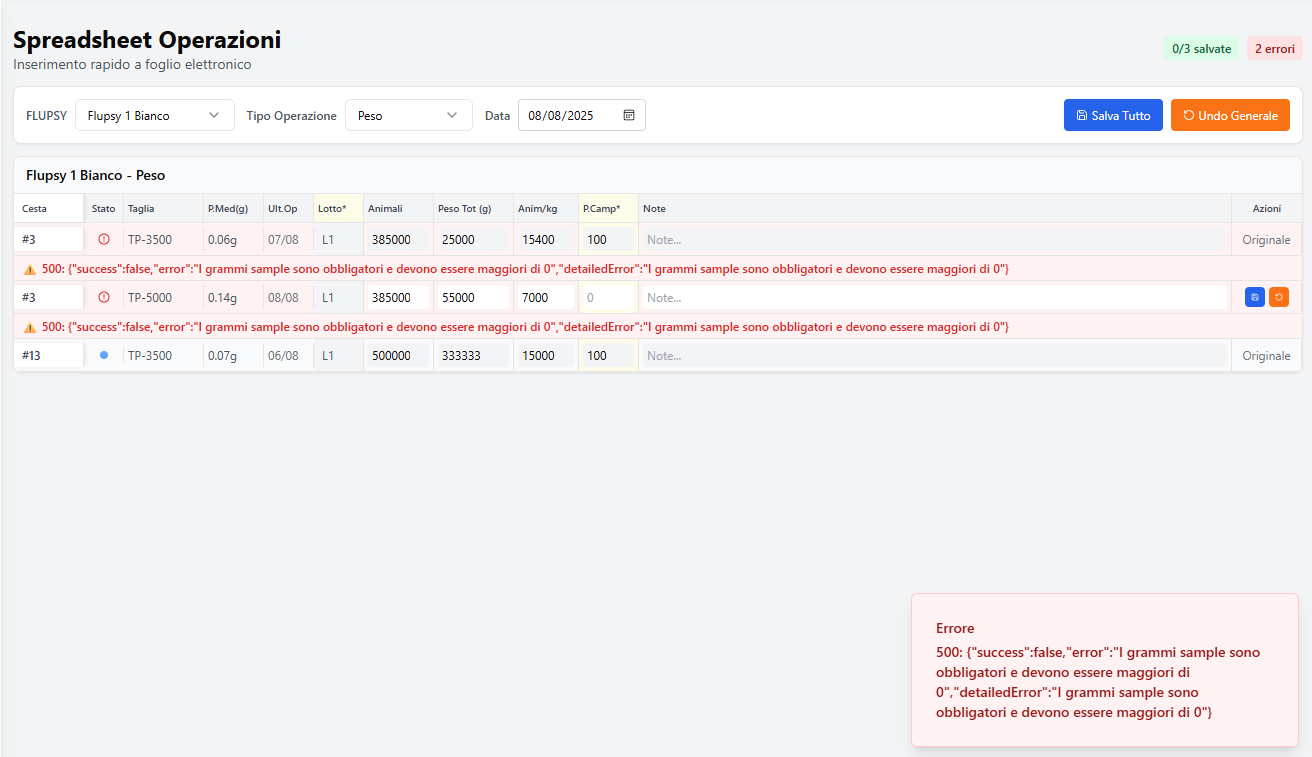 Spreadsheet Operazioni
Inserimento rapido a foglio elettronico
0/3 salvate 2 errori
FLUPSY Flupsy 1 Bianco Tipo Operazione Peso Data 08/08/2025 Salva Tutto Undo Generale
Flupsy 1 Bianco - Peso
Cesta Stato Taglia P.Med(g) Ult.Op Lotto* Animali Peso Tot (g) Anim/kg P.Camp* Note Azioni
#3 TP-3500 0.06g 07/08 L1 385000 25000 15400 100 Note... Originale
500: {"success":false,"error":"I grammi sample sono obbligatori e devono essere maggiori di 0","detailedError":"I grammi sample sono obbligatori e devono essere maggiori di 0"}
#3 TP-5000 0.14g 08/08 L1 385000 55000 7000 0 Note...
500: {"success":false,"error":"I grammi sample sono obbligatori e devono essere maggiori di 0","detailedError":"I grammi sample sono obbligatori e devono essere maggiori di 0"}
#13 TP-3500 0.07g 06/08 L1 500000 333333 15000 100 Note... Originale
Errore
500: {"success":false,"error":"I grammi sample sono
obbligatori e devono essere maggiori di
0","detailedError":"I grammi sample sono
obbligatori e devono essere maggiori di 0"}